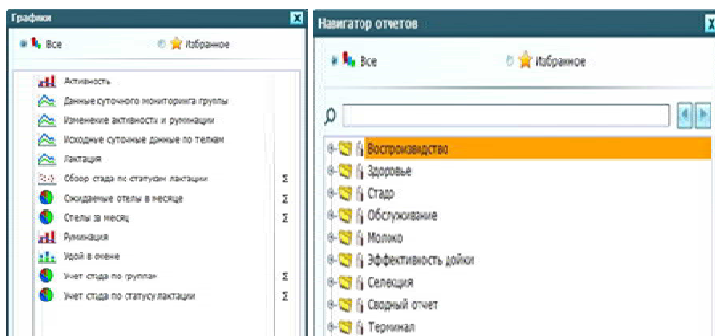 Графики
Все
Избранное
Активность
Данные суточного мониторинга группы
Изменение активности и руминации
Исходные суточные данные по телкам
Лактация
Обзор стада по статусам лактации Σ
Ожидаемые отелы в месяце Σ
Отелы за месяц Σ
Руминация
Удой в смене
Учет стада по группам Σ
Учет стада по статусу лактации Σ
Навигатор отчетов
Все
Избранное
Воспроизвидство
Здоровье
Стадо
Обслуживание
Молоко
Эффективность дойки
Селекция
Сводный отчет
Терминал